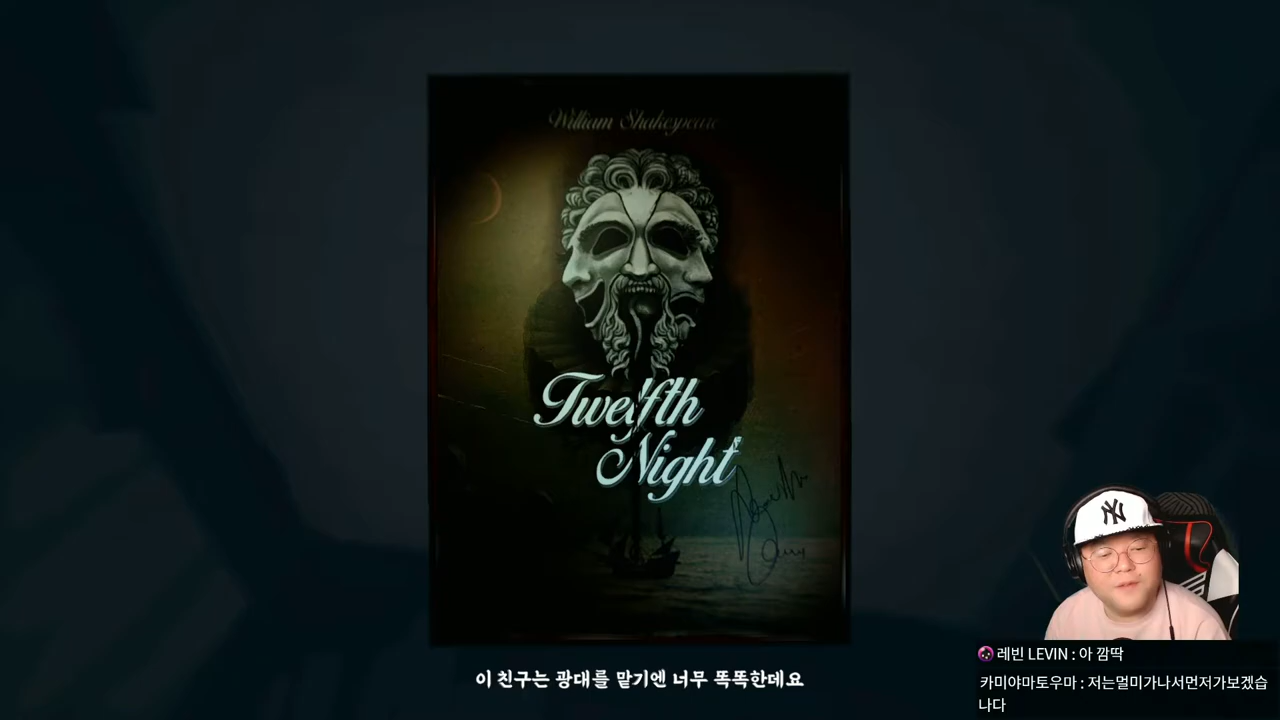 William Shakespeare
Twelfth
Night
이 친구는 광대를 맡기엔 너무 똑똑한데요
NY
레빈 LEVIN : 아 깜딱
카미야마토우마 : 저는멀미가나서먼저가보겠습
나다